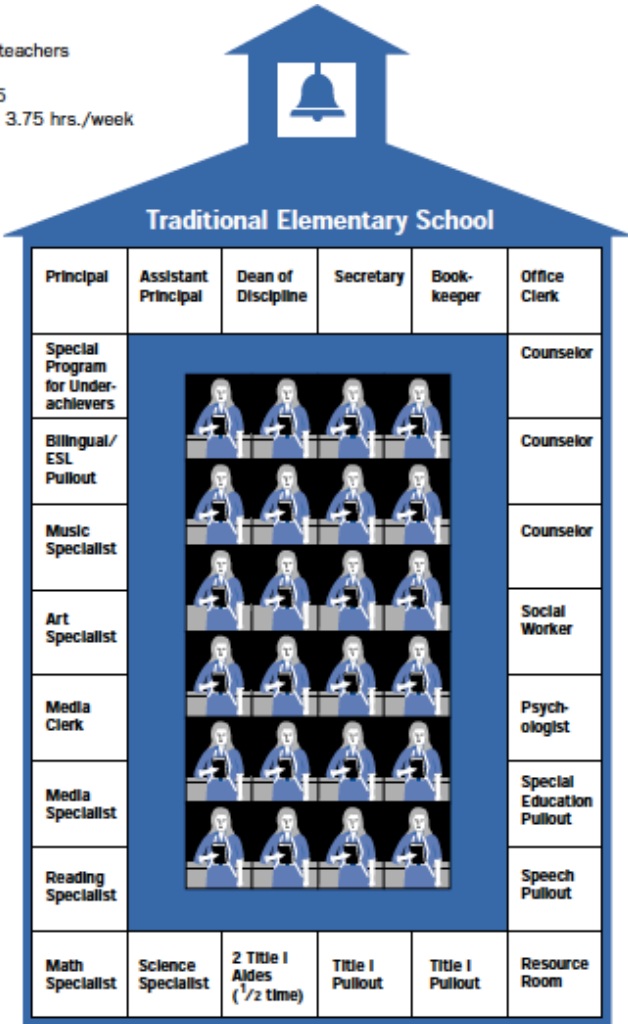 teachers
5
3.75 hrs./week
Traditional Elementary School
Principal
Assistant
Principal
Dean of
Discipline
Secretary
Book-
keeper
Office
Clerk
Special
Program
for Under-
achievers
Counselor
Bilingual/
ESL
Pullout
Counselor
Music
Specialist
Counselor
Art
Specialist
Social
Worker
Media
Clerk
Psych-
ologist
Media
Specialist
Special
Education
Pullout
Reading
Specialist
Speech
Pullout
Math
Specialist
Science
Specialist
2 Title I
Aides
(1/2 time)
Title I
Pullout
Title I
Pullout
Resource
Room